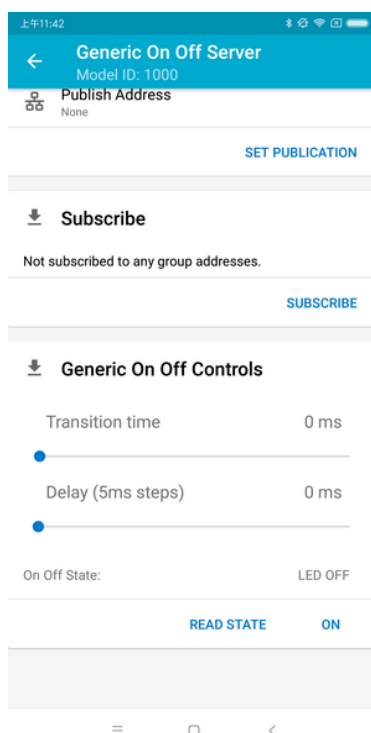 上午11:42
Generic On Off Server
Model ID: 1000
Publish Address
None
SET PUBLICATION
Subscribe
Not subscribed to any group addresses.
SUBSCRIBE
Generic On Off Controls
Transition time 0 ms
Delay (5ms steps) 0 ms
On Off State: LED OFF
READ STATE ON